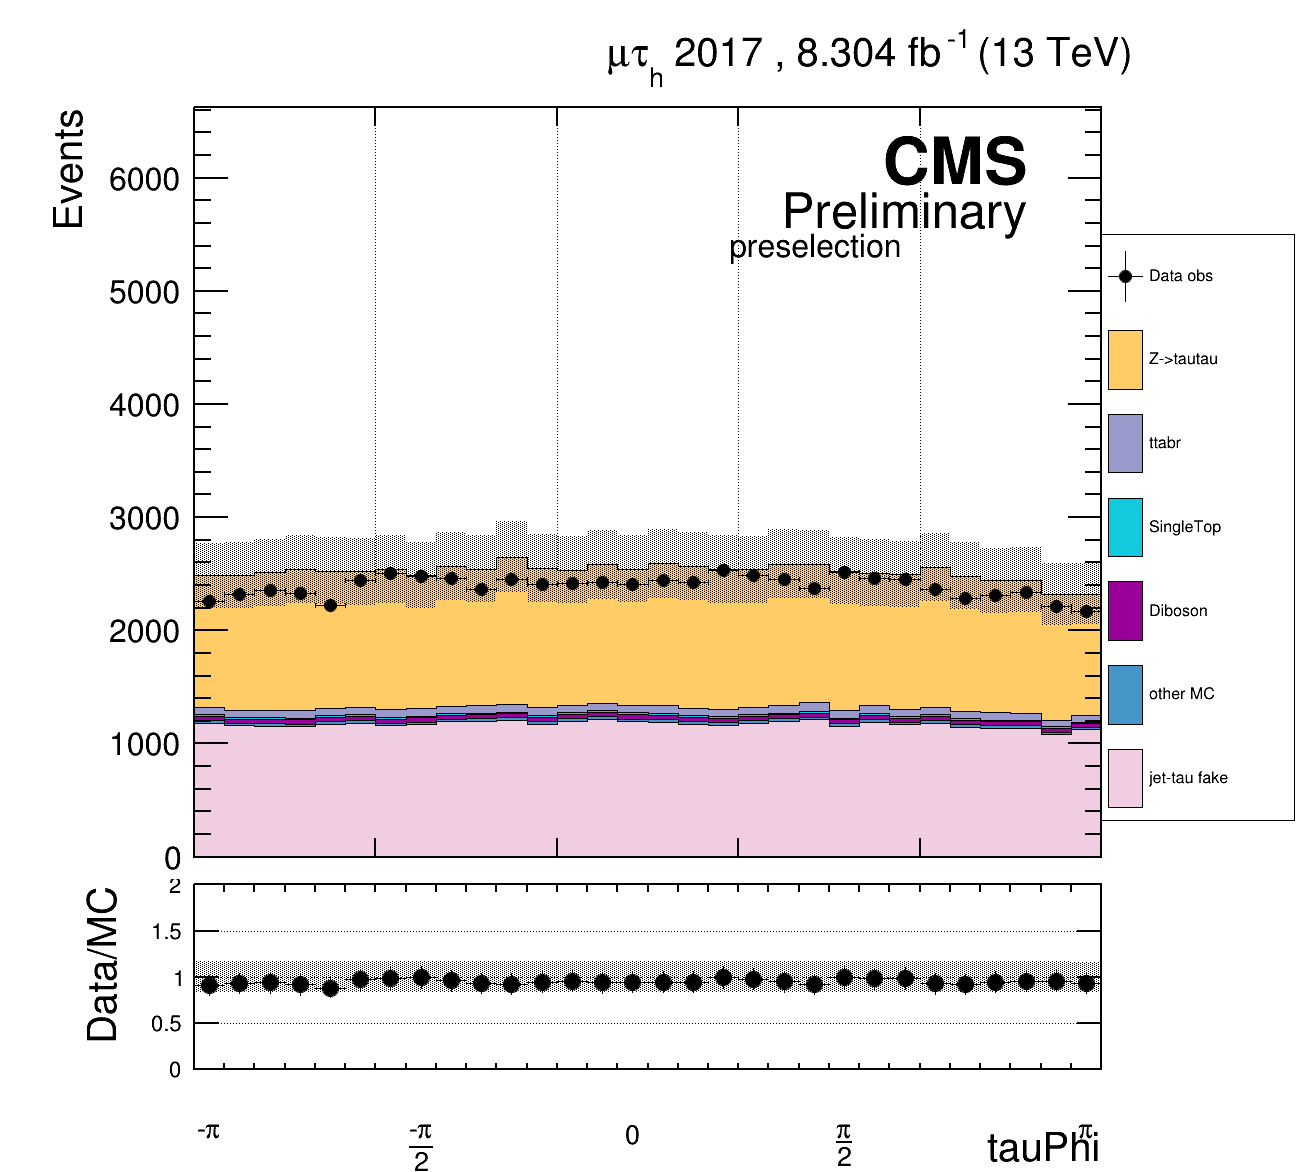 μτh 2017 , 8.304 fb-1 (13 TeV)
Events
6000
5000
4000
3000
2000
1000
0
CMS
Preliminary
preselection
Data obs
Z->tautau
ttabr
SingleTop
Diboson
other MC
jet-tau fake
Data/MC
2
1.5
1
0.5
0
-π
-π
2
0
π
2
π
tauPhi